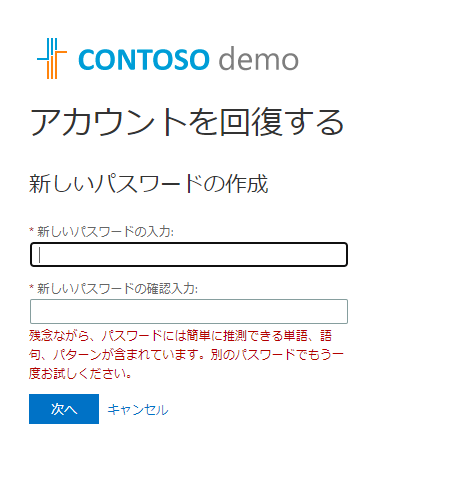 CONTOSO demo
アカウントを回復する
新しいパスワードの作成
* 新しいパスワードの入力:
* 新しいパスワードの確認入力:
残念ながら、パスワードには簡単に推測できる単語、語
句、パターンが含まれています。別のパスワードでもう一
度お試しください。
次へ キャンセル